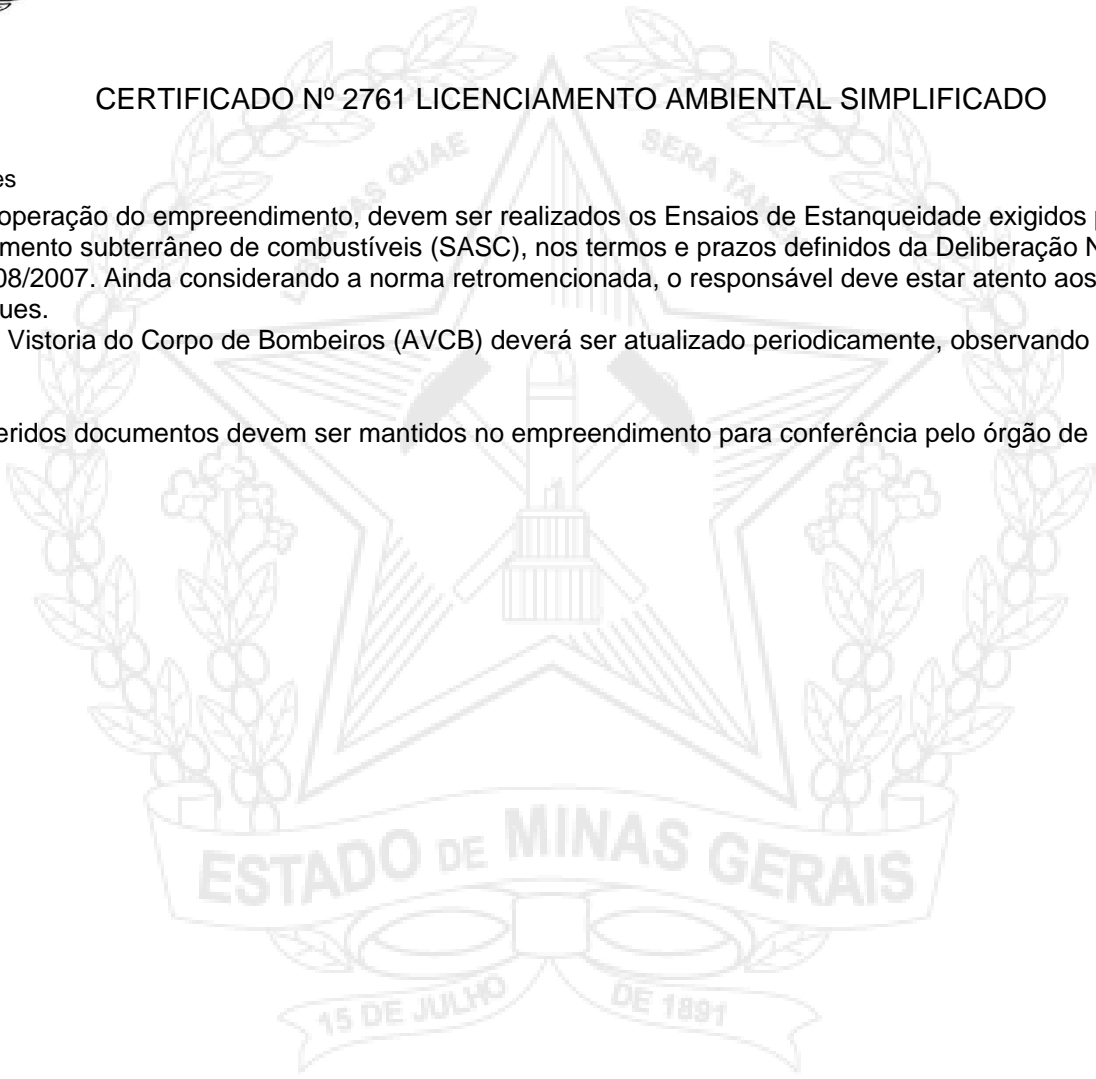 CERTIFICADO Nº 2761 LICENCIAMENTO AMBIENTAL SIMPLIFICADO
es
operação do empreendimento, devem ser realizados os Ensaios de Estanqueidade exigidos p
mento subterrâneo de combustíveis (SASC), nos termos e prazos definidos da Deliberação N
08/2007. Ainda considerando a norma retromencionada, o responsável deve estar atento aos
ues.
Vistoria do Corpo de Bombeiros (AVCB) deverá ser atualizado periodicamente, observando
eridos documentos devem ser mantidos no empreendimento para conferência pelo órgão de
QUAE SERA TAMEN
ESTADO DE MINAS GERAIS
15 DE JULHO DE 1891